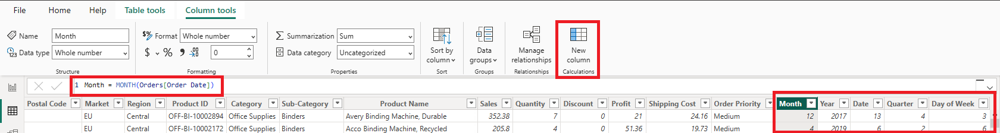 File Home Help Table tools Column tools
Name Month
Data type Whole number
Structure
Format Whole number
$ % 0
Formatting
Summarization Sum
Data category Uncategorized
Properties
Sort by
column
Sort
Data
groups
Groups
Manage
relationships
Relationships
New
column
Calculations
1 Month = MONTH(Orders[Order Date])
Postal Code Market Region Product ID Category Sub-Category Product Name Sales Quantity Discount Profit Shipping Cost Order Priority Month Year Date Quarter Day of Week
EU Central OFF-BI-10002894 Office Supplies Binders Avery Binding Machine, Durable 352.38 7 0 21 24.16 Medium 12 2017 13 4 3
EU Central OFF-BI-10002172 Office Supplies Binders Acco Binding Machine, Recycled 205.8 4 0 51.36 19.73 Medium 4 2019 6 2 6